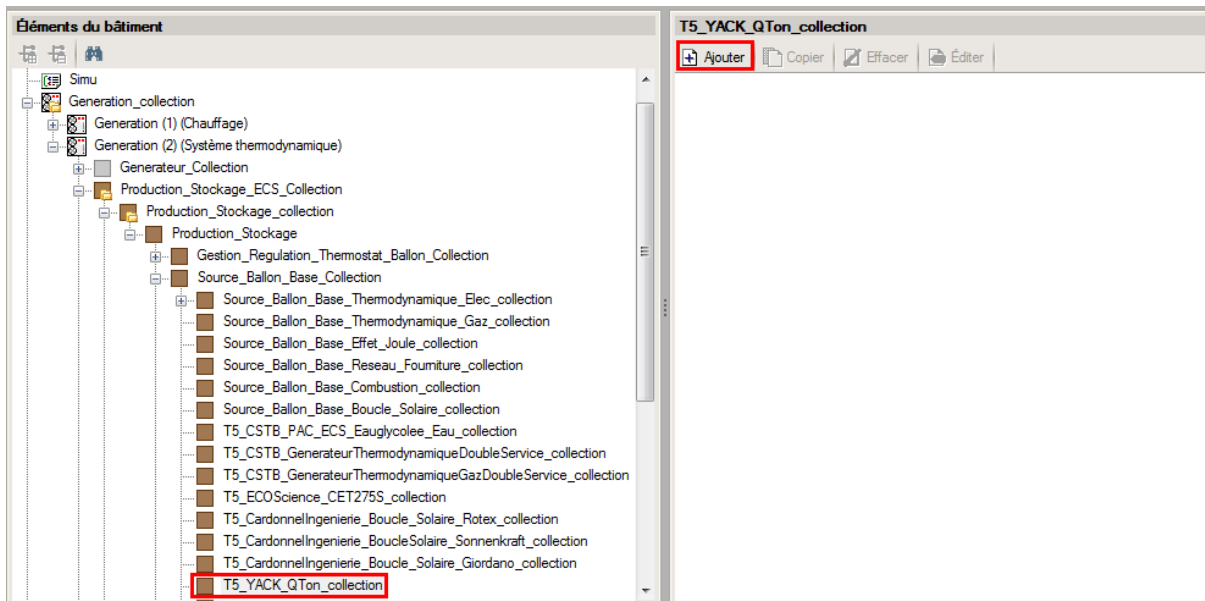 Éléments du bâtiment
Simu
Generation_collection
Generation (1) (Chauffage)
Generation (2) (Système thermodynamique)
Generateur_Collection
Production_Stockage_ECS_Collection
Production_Stockage_collection
Production_Stockage
Gestion_Regulation_Thermostat_Ballon_Collection
Source_Ballon_Base_Collection
Source_Ballon_Base_Thermodynamique_Elec_collection
Source_Ballon_Base_Thermodynamique_Gaz_collection
Source_Ballon_Base_Effet_Joule_collection
Source_Ballon_Base_Reseau_Fourniture_collection
Source_Ballon_Base_Combustion_collection
Source_Ballon_Base_Boucle_Solaire_collection
T5_CSTB_PAC_ECS_Eauglycolee_Eau_collection
T5_CSTB_GenerateurThermodynamiqueDoubleService_collection
T5_CSTB_GenerateurThermodynamiqueGazDoubleService_collection
T5_ECOScience_CET275S_collection
T5_CardonnelIngenierie_Boucle_Solaire_Rotex_collection
T5_CardonnelIngenierie_BoucleSolaire_Sonnenkraft_collection
T5_CardonnelIngenierie_Boucle_Solaire_Giordano_collection
T5_YACK_QTon_collection
T5_YACK_QTon_collection
Ajouter Copier Effacer Éditer